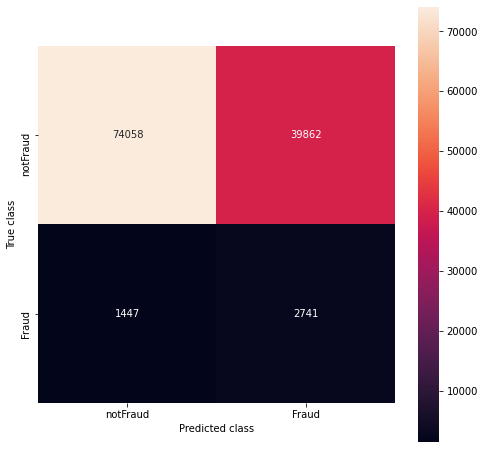 70000
74058 39862
notFraud
60000
50000
True class
40000
30000
1447 2741
Fraud
20000
10000
notFraud Fraud
Predicted class